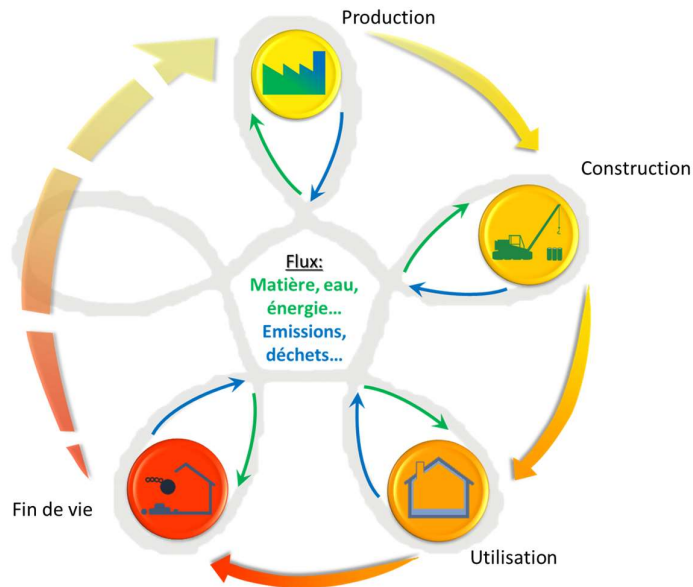 Production
Construction
Flux:
Matière, eau,
énergie...
Emissions,
déchets...
Fin de vie
Utilisation